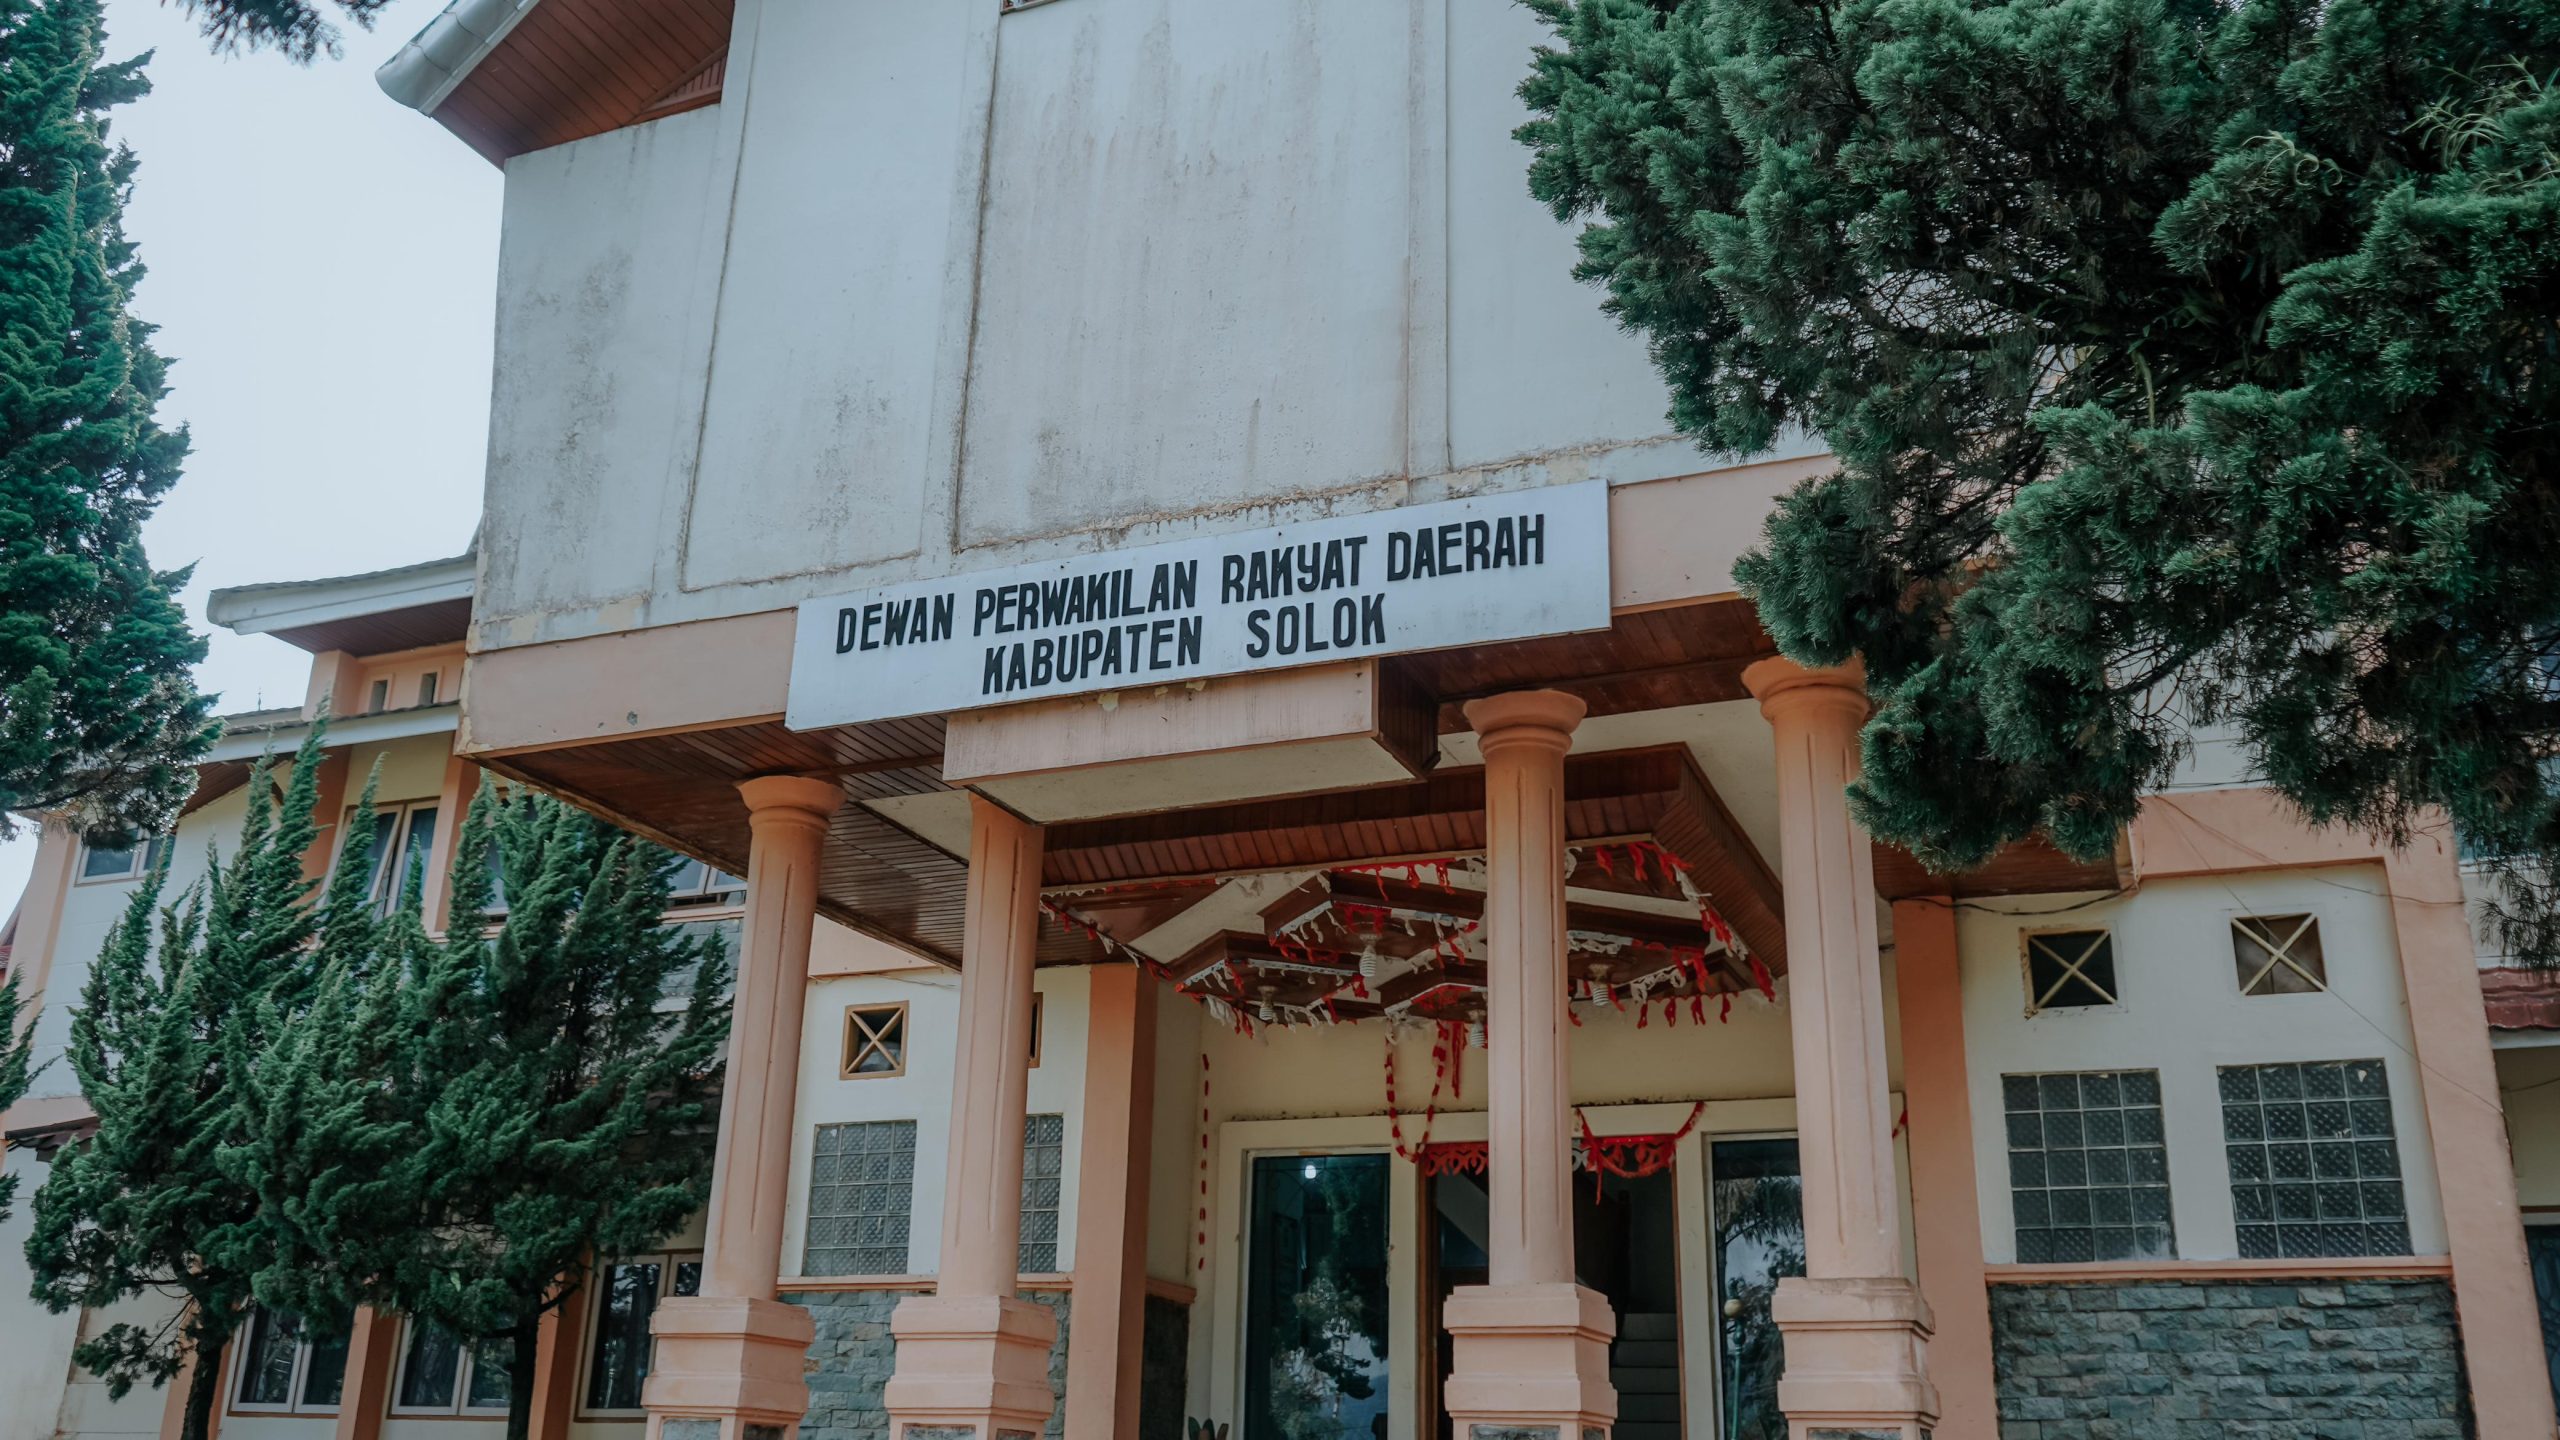 DEWAN PERWAKILAN RAKYAT DAERAH
KABUPATEN SOLOK